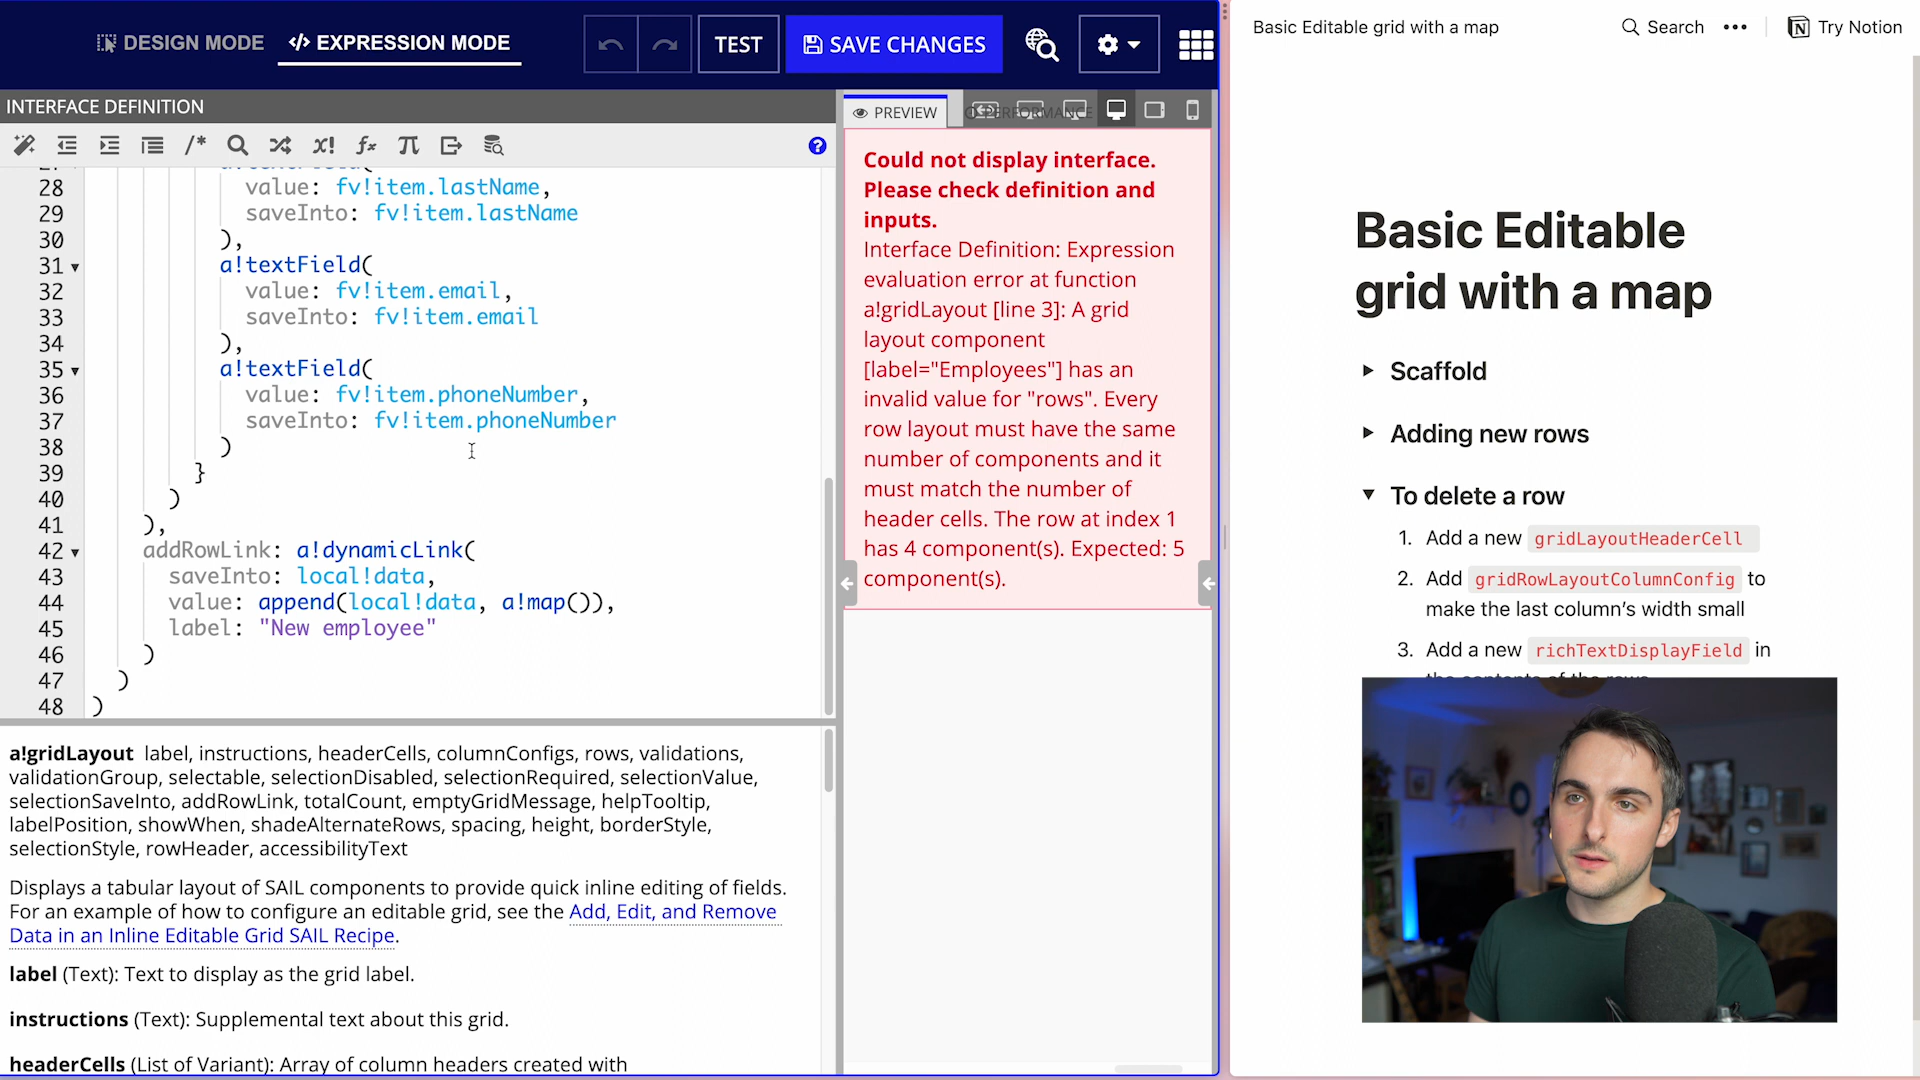 DESIGN MODE
</> EXPRESSION MODE
TEST
SAVE CHANGES
INTERFACE DEFINITION
/*
x!
fx
π
?
28 value: fv!item.lastName,
29 saveInto: fv!item.lastName
30 ),
31 a!textField(
32 value: fv!item.email,
33 saveInto: fv!item.email
34 ),
35 a!textField(
36 value: fv!item.phoneNumber,
37 saveInto: fv!item.phoneNumber
38 )
39 }
40 )
41 ),
42 addRowLink: a!dynamicLink(
43 saveInto: local!data,
44 value: append(local!data, a!map()),
45 label: "New employee"
46 )
47 )
48 )
a!gridLayout label, instructions, headerCells, columnConfigs, rows, validations,
validationGroup, selectable, selectionDisabled, selectionRequired, selectionValue,
selectionSaveInto, addRowLink, totalCount, emptyGridMessage, helpTooltip,
labelPosition, showWhen, shadeAlternateRows, spacing, height, borderStyle,
selectionStyle, rowHeader, accessibilityText
Displays a tabular layout of SAIL components to provide quick inline editing of fields.
For an example of how to configure an editable grid, see the Add, Edit, and Remove
Data in an Inline Editable Grid SAIL Recipe.
label (Text): Text to display as the grid label.
instructions (Text): Supplemental text about this grid.
headerCells (List of Variant): Array of column headers created with
PREVIEW
PERFORMANCE
Could not display interface.
Please check definition and
inputs.
Interface Definition: Expression
evaluation error at function
a!gridLayout [line 3]: A grid
layout component
[label="Employees"] has an
invalid value for "rows". Every
row layout must have the same
number of components and it
must match the number of
header cells. The row at index 1
has 4 component(s). Expected: 5
component(s).
Basic Editable grid with a map
Search
Try Notion
Basic Editable
grid with a map
Scaffold
Adding new rows
To delete a row
1. Add a new gridLayoutHeaderCell
2. Add gridRowLayoutColumnConfig to
make the last column's width small
3. Add a new richTextDisplayField in